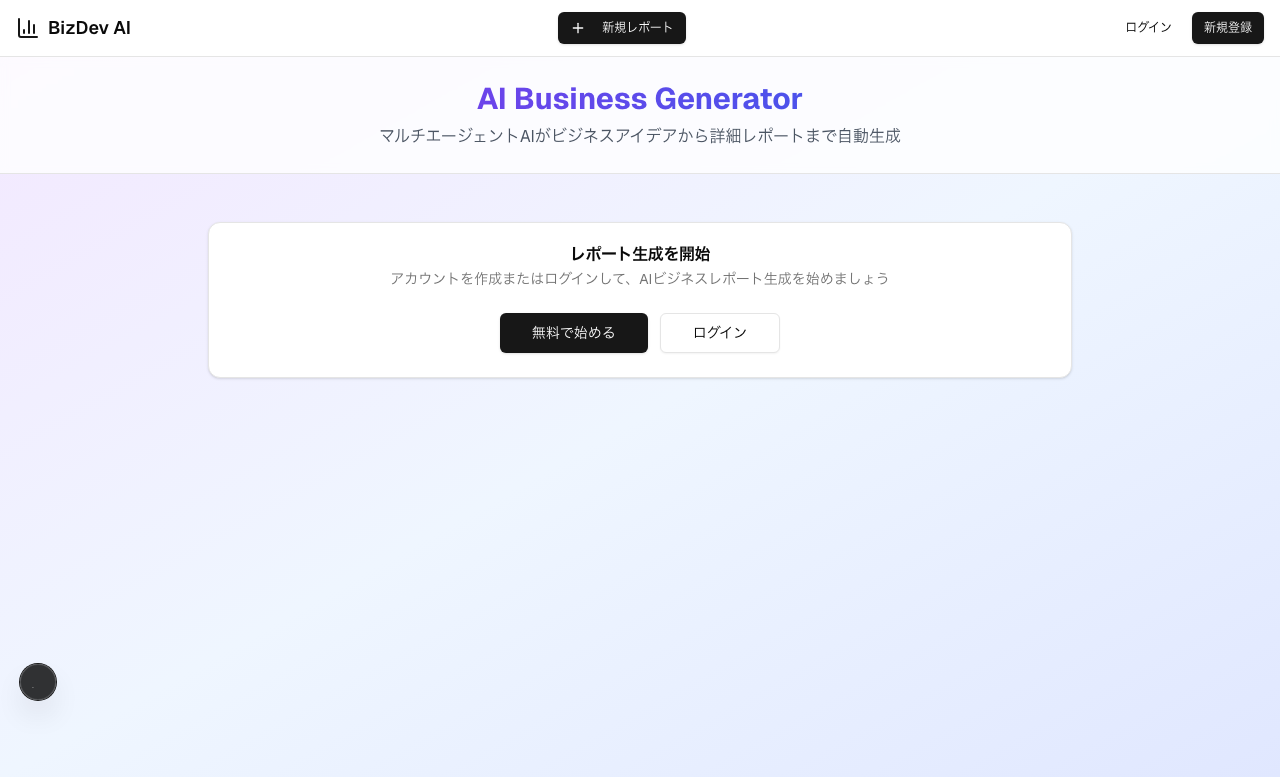 BizDev AI
新規レポート
ログイン
新規登録
AI Business Generator
マルチエージェントAIがビジネスアイデアから詳細レポートまで自動生成
レポート生成を開始
アカウントを作成またはログインして、AIビジネスレポート生成を始めましょう
無料で始める
ログイン